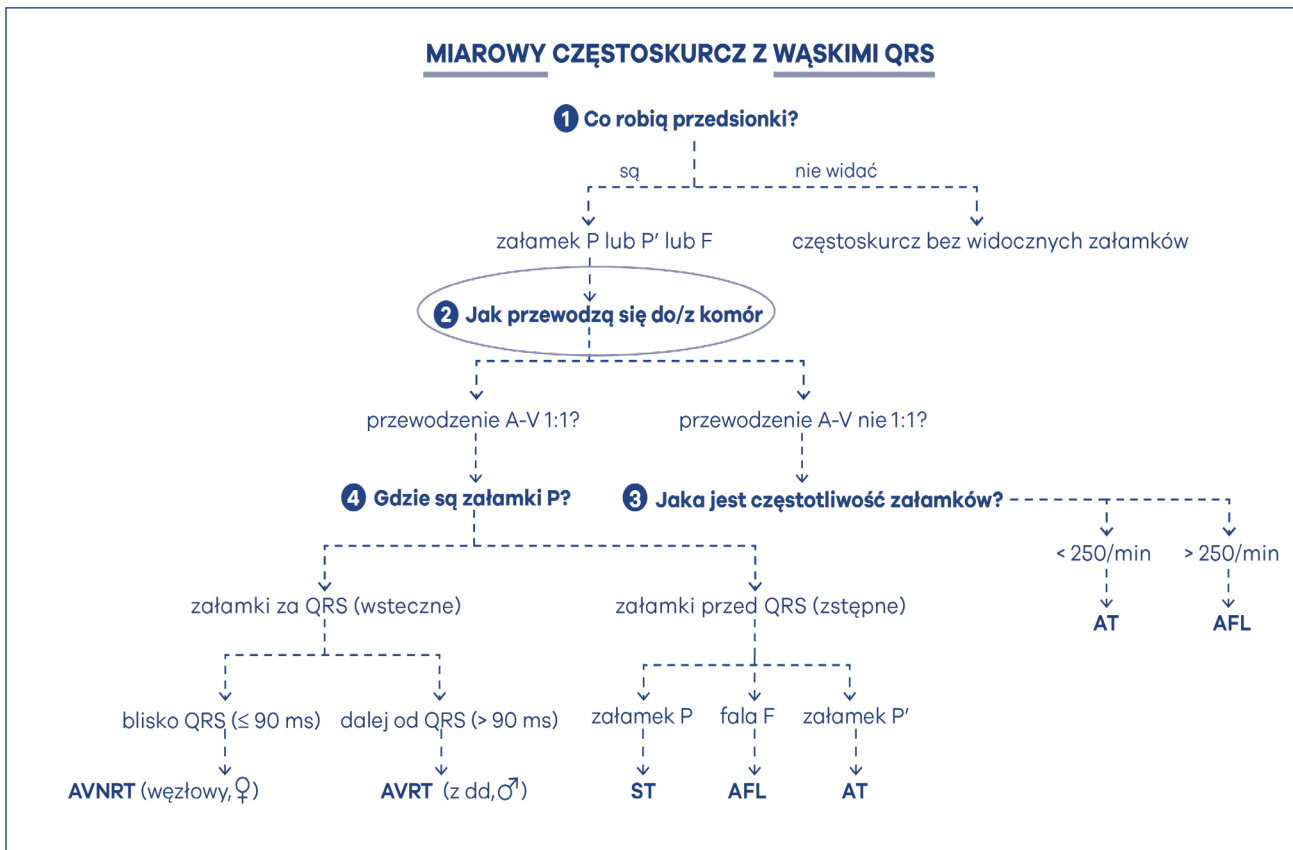 MIAROWY CZĘSTOSKURCZ Z WĄSKIMI QRS
1 Co robią przedsionki?
są
nie widać
załamek P lub P' lub F
częstoskurcz bez widocznych załamków
2 Jak przewodzą się do/z komór
przewodzenie A-V 1:1?
przewodzenie A-V nie 1:1?
4 Gdzie są załamki P?
3 Jaka jest częstotliwość załamków?
< 250/min
> 250/min
AT
AFL
załamki za QRS (wsteczne)
załamki przed QRS (zstępne)
blisko QRS (≤ 90 ms)
dalej od QRS (> 90 ms)
załamek P
fala F
załamek P'
AVNRT (węzłowy, ♀)
AVRT (z dd, ♂)
ST
AFL
AT